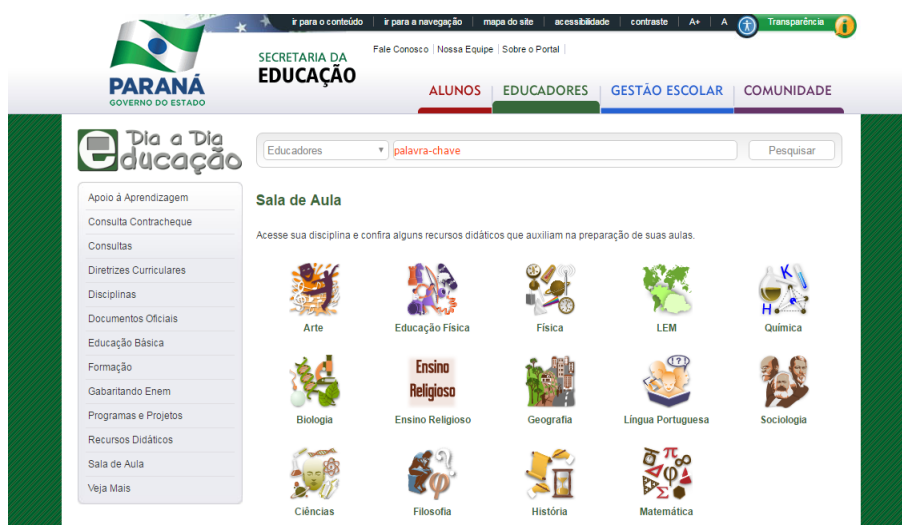 ir para o conteúdo | ir para a navegação | mapa do site | acessibilidade | contraste | A+ | A
Transparência
i
Fale Conosco | Nossa Equipe | Sobre o Portal |
SECRETARIA DA
EDUCAÇÃO
PARANÁ
GOVERNO DO ESTADO
ALUNOS | EDUCADORES | GESTÃO ESCOLAR | COMUNIDADE
Dia a Dia
educação
Educadores
palavra-chave
Pesquisar
Apoio á Aprendizagem
Consulta Contracheque
Consultas
Diretrizes Curriculares
Disciplinas
Documentos Oficiais
Educação Básica
Formação
Gabaritando Enem
Programas e Projetos
Recursos Didáticos
Sala de Aula
Veja Mais
Sala de Aula
Acesse sua disciplina e confira alguns recursos didáticos que auxiliam na preparação de suas aulas.
K
H
Arte
Educação Física
Física
LEM
Química
Ensino
Religioso
(?!)
Biologia
Ensino Religioso
Geografia
Língua Portuguesa
Sociologia
?
φ
π
φ
Σ
Ciências
Filosofia
História
Matemática